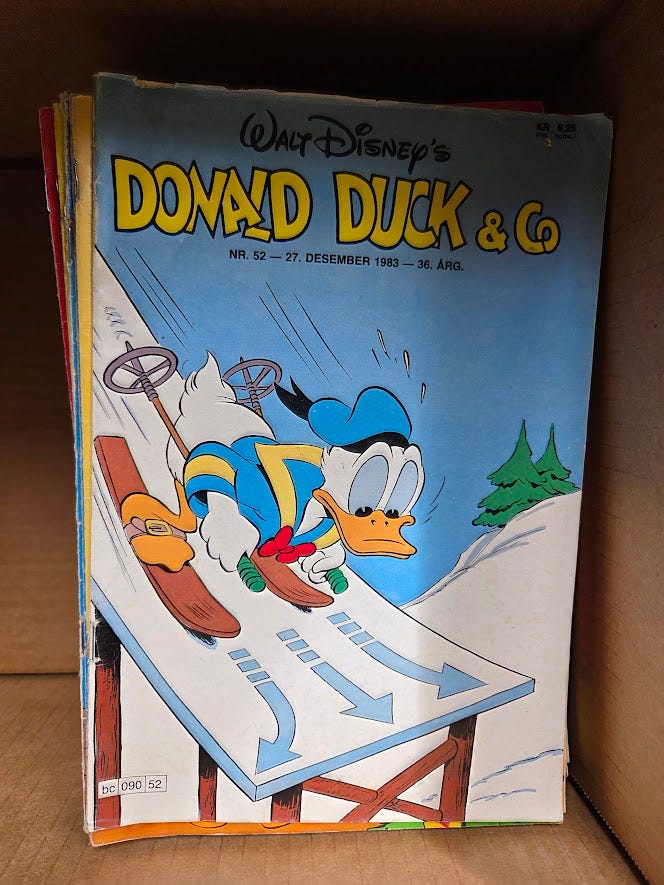 Walt Disney's
KR 6,25
DONALD DUCK & Co
NR. 52 — 27. DESEMBER 1983 — 36. ÅRG.
bc 090 52